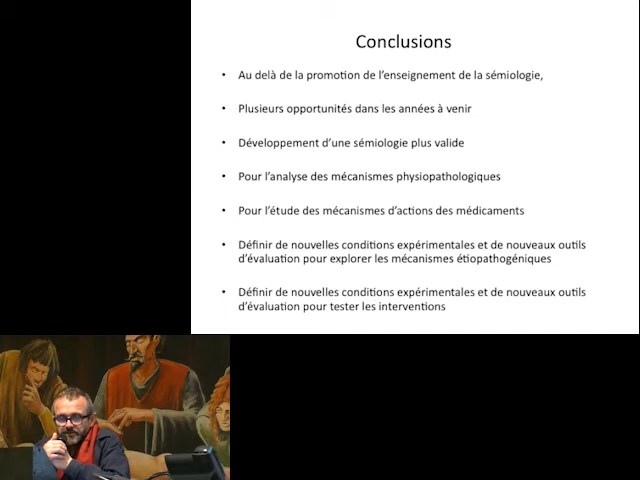 Conclusions
• Au delà de la promotion de l'enseignement de la sémiologie,
• Plusieurs opportunités dans les années à venir
• Développement d'une sémiologie plus valide
• Pour l'analyse des mécanismes physiopathologiques
• Pour l'étude des mécanismes d'actions des médicaments
• Définir de nouvelles conditions expérimentales et de nouveaux outils
d'évaluation pour explorer les mécanismes étiopathogéniques
• Définir de nouvelles conditions expérimentales et de nouveaux outils
d'évaluation pour tester les interventions